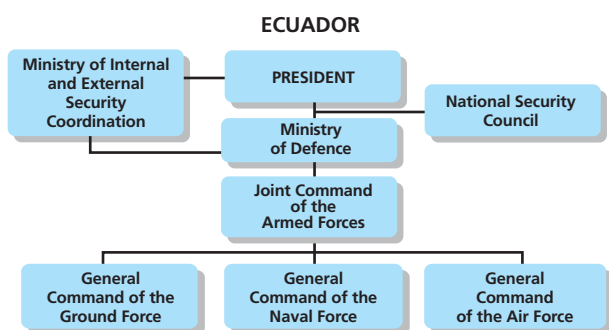 ECUADOR
Ministry of Internal
and External
Security
Coordination
PRESIDENT
National Security
Council
Ministry
of Defence
Joint Command
of the
Armed Forces
General
Command of the
Ground Force
General
Command of the
Naval Force
General
Command
of the Air Force